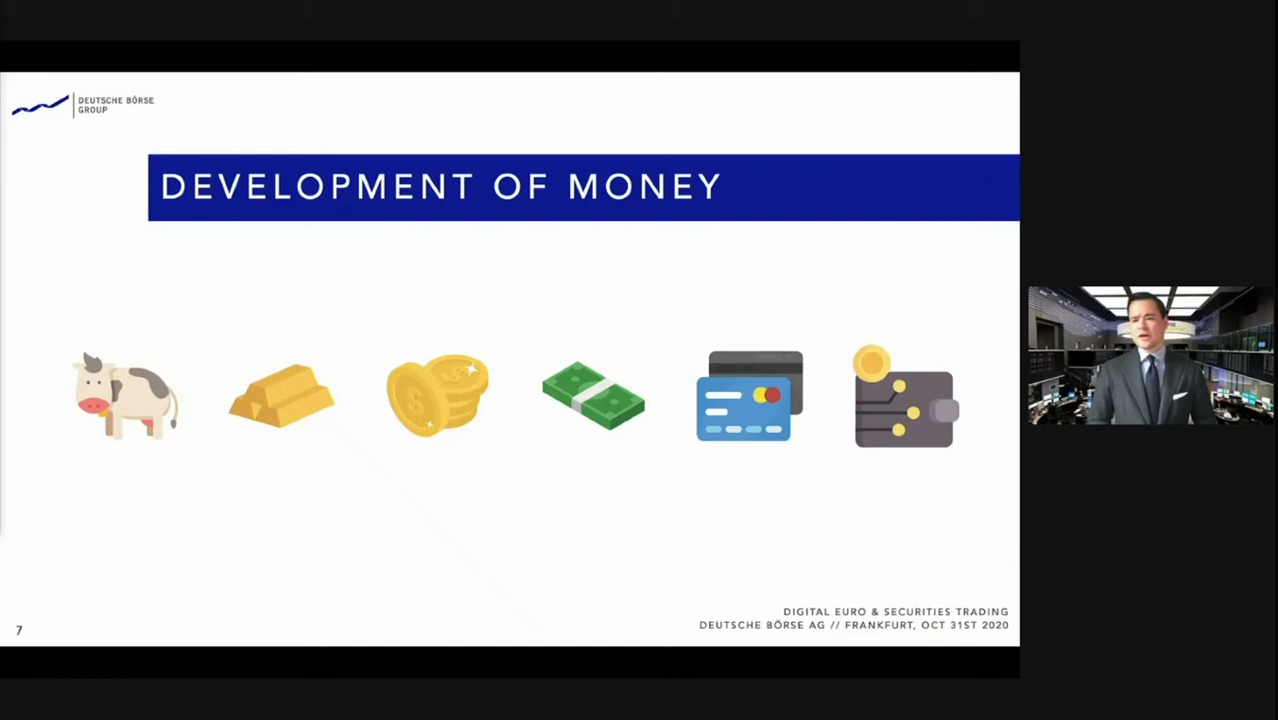 DEUTSCHE BÖRSE
GROUP
DEVELOPMENT OF MONEY
DIGITAL EURO & SECURITIES TRADING
DEUTSCHE BÖRSE AG // FRANKFURT, OCT 31ST 2020
7